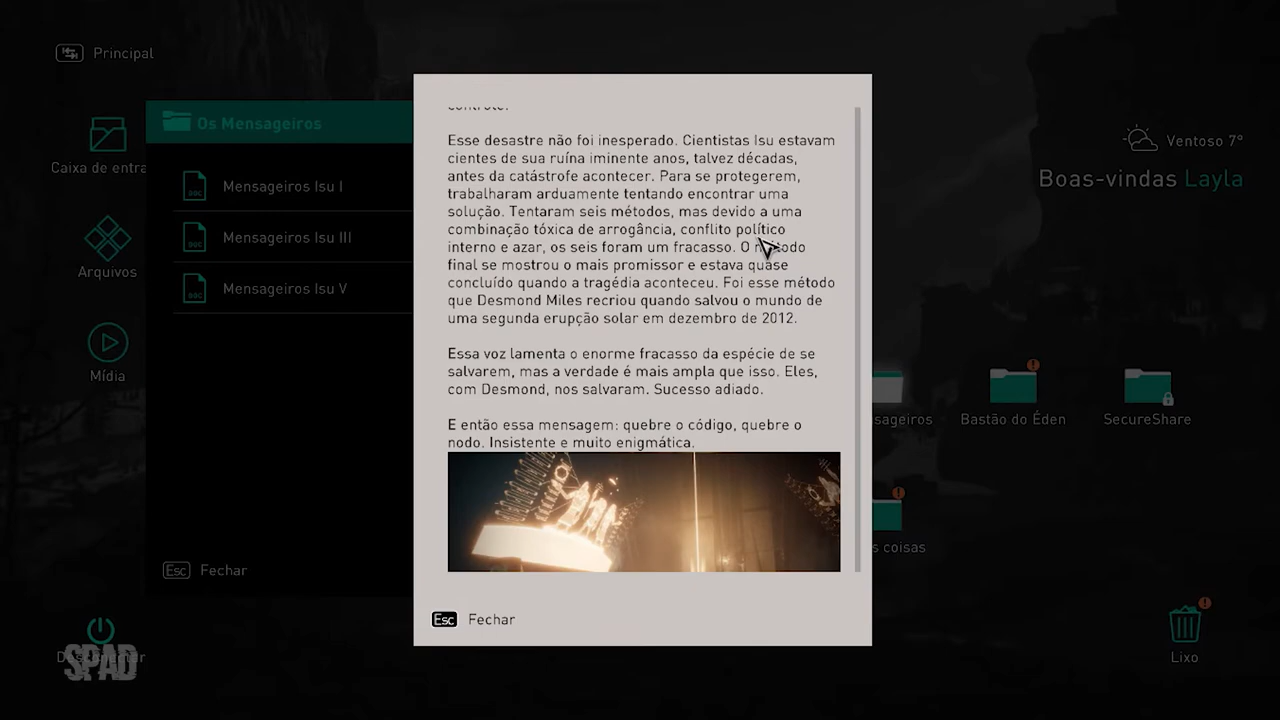 Principal
Os Mensageiros
Caixa de entra
Mensageiros Isu I
Mensageiros Isu III
Mensageiros Isu V
Arquivos
Mídia
Esc Fechar
SPAD
controle.
Esse desastre não foi inesperado. Cientistas Isu estavam
cientes de sua ruína iminente anos, talvez décadas,
antes da catástrofe acontecer. Para se protegerem,
trabalharam arduamente tentando encontrar uma
solução. Tentaram seis métodos, mas devido a uma
combinação tóxica de arrogância, conflito político
interno e azar, os seis foram um fracasso. O método
final se mostrou o mais promissor e estava quase
concluído quando a tragédia aconteceu. Foi esse método
que Desmond Miles recriou quando salvou o mundo de
uma segunda erupção solar em dezembro de 2012.
Essa voz lamenta o enorme fracasso da espécie de se
salvarem, mas a verdade é mais ampla que isso. Eles,
com Desmond, nos salvaram. Sucesso adiado.
E então essa mensagem: quebre o código, quebre o
nodo. Insistente e muito enigmática.
Esc Fechar
Ventoso 7°
Boas-vindas Layla
sageiros
Bastão do Éden
SecureShare
s coisas
Lixo